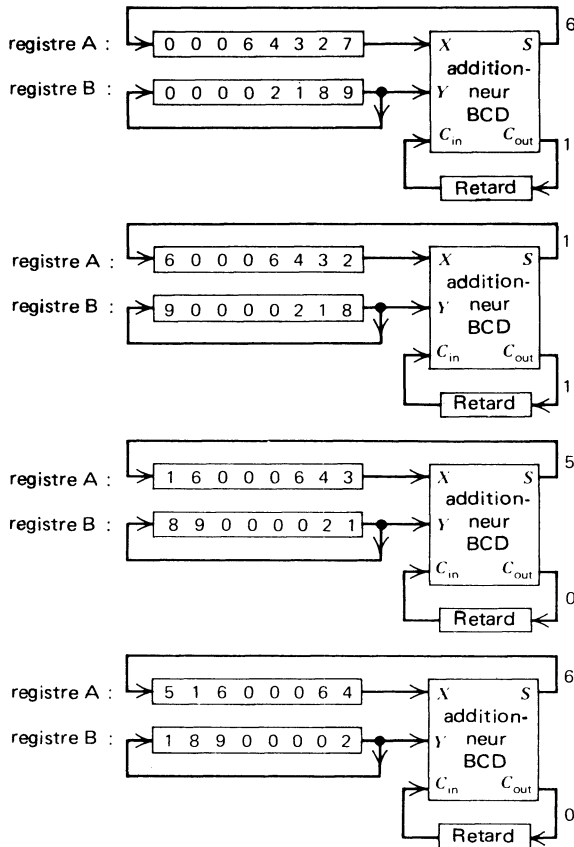 6
registre A : 0 0 0 6 4 3 2 7 X S
addition-
registre B : 0 0 0 0 2 1 8 9 Y neur
BCD
Cin Cout
1
Retard
1
registre A : 6 0 0 0 6 4 3 2 X S
addition-
registre B : 9 0 0 0 0 2 1 8 Y neur
BCD
Cin Cout
1
Retard
5
registre A : 1 6 0 0 0 6 4 3 X S
addition-
registre B : 8 9 0 0 0 0 2 1 Y neur
BCD
Cin Cout
0
Retard
6
registre A : 5 1 6 0 0 0 6 4 X S
addition-
registre B : 1 8 9 0 0 0 0 2 Y neur
BCD
Cin Cout
0
Retard